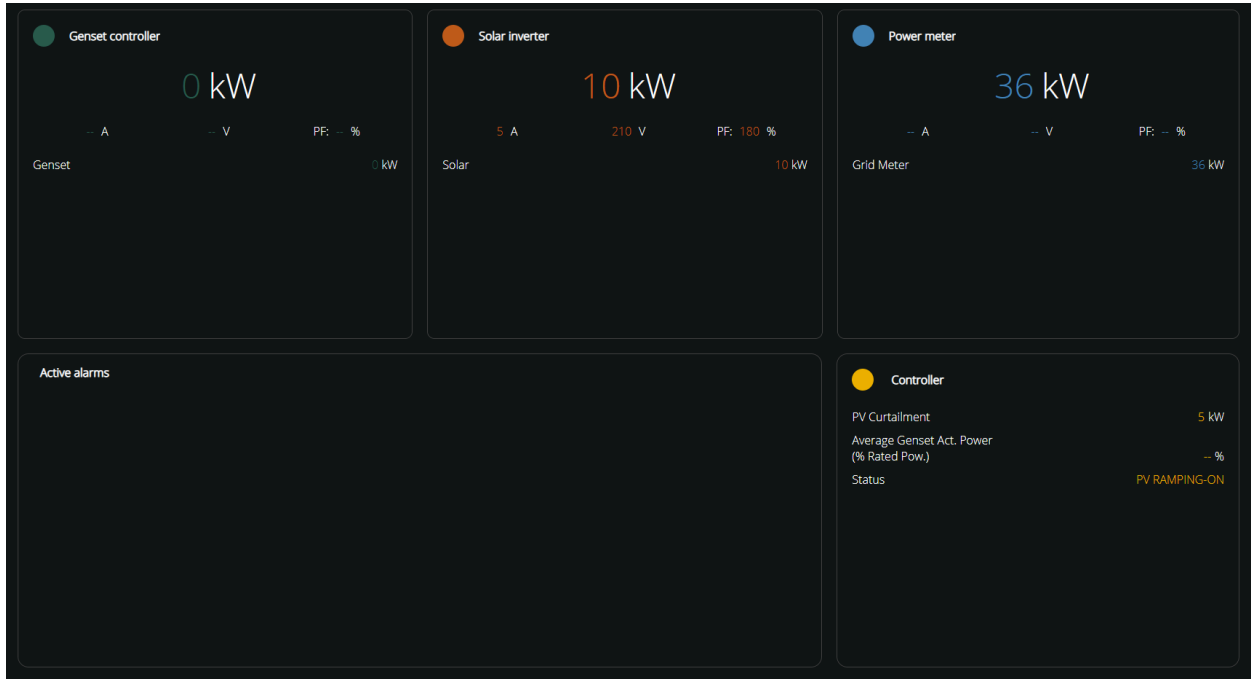 Genset controller
0 kW
-- A -- V PF: -- %
Genset 0 kW
Solar inverter
10 kW
5 A 210 V PF: 180 %
Solar 10 kW
Power meter
36 kW
-- A -- V PF: -- %
Grid Meter 36 kW
Active alarms
Controller
PV Curtailment 5 kW
Average Genset Act. Power
(% Rated Pow.) -- %
Status PV RAMPING-ON